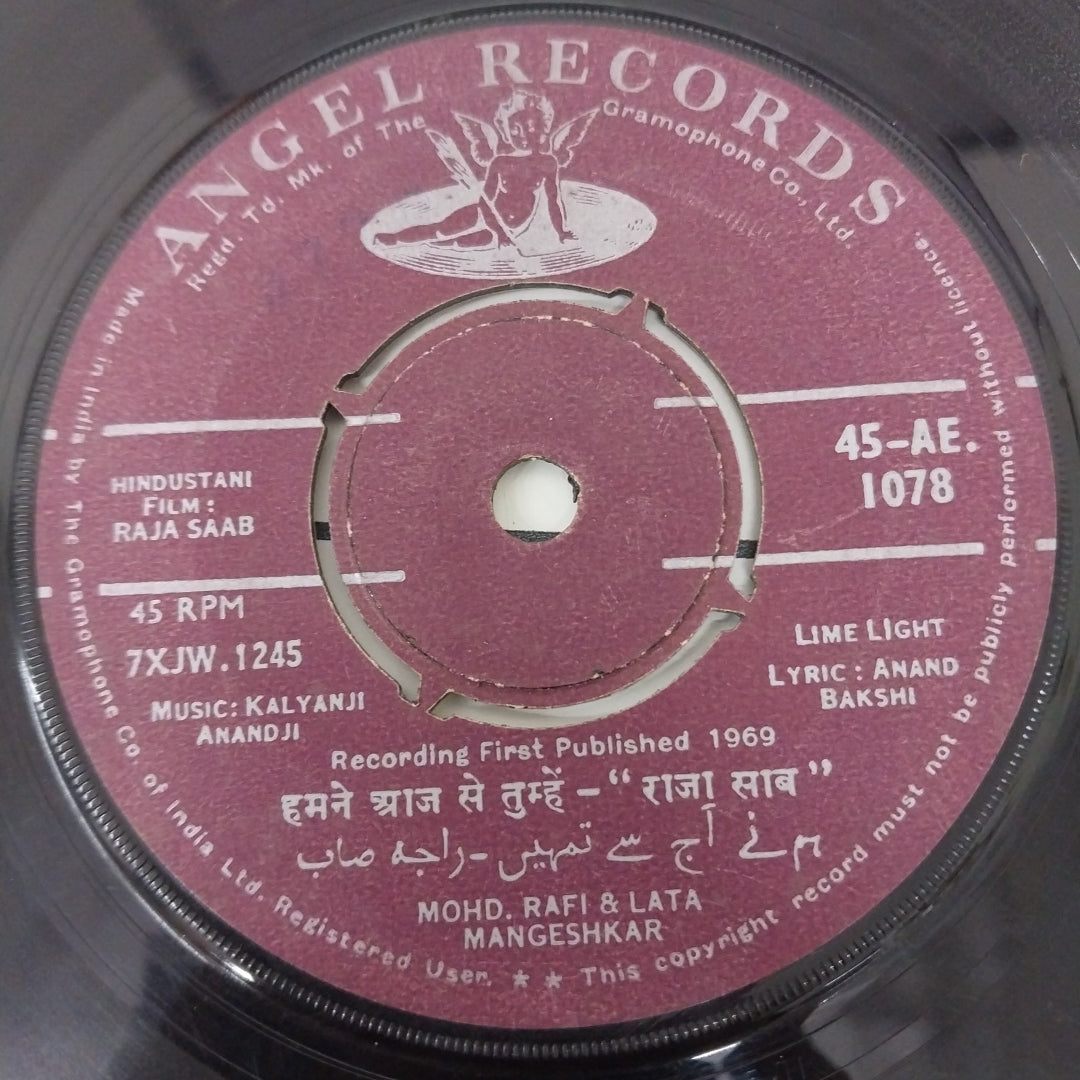 ANGEL RECORDS
Regd. Td. Mk. of The Gramophone Co., Ltd.
HINDUSTANI
FILM :
RAJA SAAB
45-AE.
1078
45 RPM
7XJW.1245
MUSIC: KALYANJI
ANANDJI
LIME LIGHT
LYRIC : ANAND
BAKSHI
Recording First Published 1969
हमने आज से तुम्हें - “राजा साब”
ہم نے آج سے تمہیں - راجہ صاب
MOHD. RAFI & LATA
MANGESHKAR
Made in India by The Gramophone Co. of India Ltd. Registered User. ★ ★ This copyright record must not be publicly performed without licence.